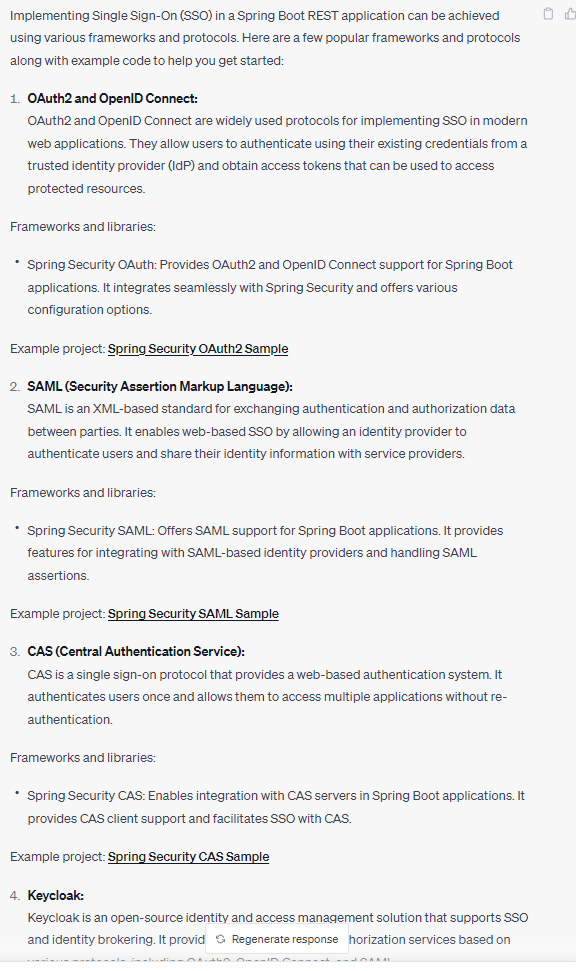 Implementing Single Sign-On (SSO) in a Spring Boot REST application can be achieved
using various frameworks and protocols. Here are a few popular frameworks and protocols
along with example code to help you get started:
1. OAuth2 and OpenID Connect:
OAuth2 and OpenID Connect are widely used protocols for implementing SSO in modern
web applications. They allow users to authenticate using their existing credentials from a
trusted identity provider (IdP) and obtain access tokens that can be used to access
protected resources.
Frameworks and libraries:
• Spring Security OAuth: Provides OAuth2 and OpenID Connect support for Spring Boot
applications. It integrates seamlessly with Spring Security and offers various
configuration options.
Example project: Spring Security OAuth2 Sample
2. SAML (Security Assertion Markup Language):
SAML is an XML-based standard for exchanging authentication and authorization data
between parties. It enables web-based SSO by allowing an identity provider to
authenticate users and share their identity information with service providers.
Frameworks and libraries:
• Spring Security SAML: Offers SAML support for Spring Boot applications. It provides
features for integrating with SAML-based identity providers and handling SAML
assertions.
Example project: Spring Security SAML Sample
3. CAS (Central Authentication Service):
CAS is a single sign-on protocol that provides a web-based authentication system. It
authenticates users once and allows them to access multiple applications without re-
authentication.
Frameworks and libraries:
• Spring Security CAS: Enables integration with CAS servers in Spring Boot applications. It
provides CAS client support and facilitates SSO with CAS.
Example project: Spring Security CAS Sample
4. Keycloak:
Keycloak is an open-source identity and access management solution that supports SSO
and identity brokering. It provid Regenerate response horization services based on